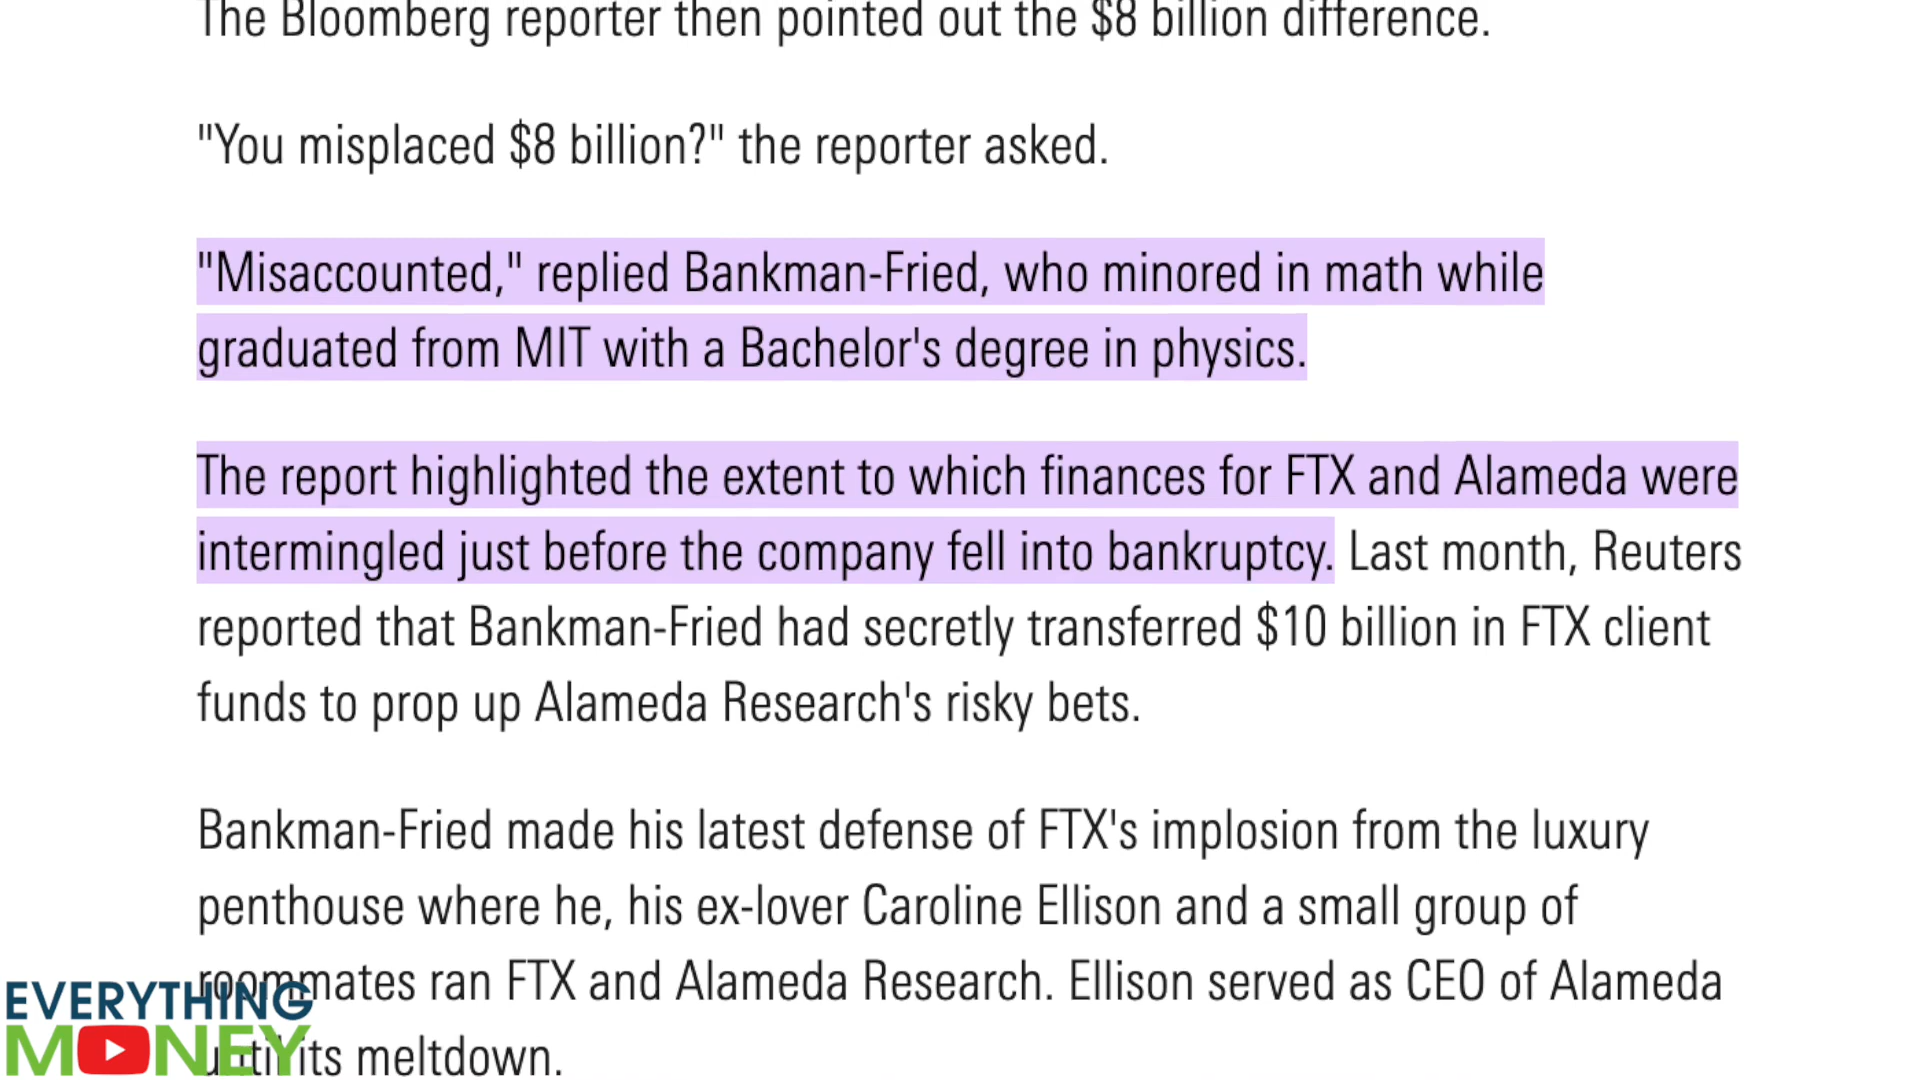 The Bloomberg reporter then pointed out the $8 billion difference.
"You misplaced $8 billion?" the reporter asked.
"Misaccounted," replied Bankman-Fried, who minored in math while
graduated from MIT with a Bachelor's degree in physics.
The report highlighted the extent to which finances for FTX and Alameda were
intermingled just before the company fell into bankruptcy. Last month, Reuters
reported that Bankman-Fried had secretly transferred $10 billion in FTX client
funds to prop up Alameda Research's risky bets.
Bankman-Fried made his latest defense of FTX's implosion from the luxury
penthouse where he, his ex-lover Caroline Ellison and a small group of
roommates ran FTX and Alameda Research. Ellison served as CEO of Alameda
until its meltdown.
EVERYTHING
MONEY